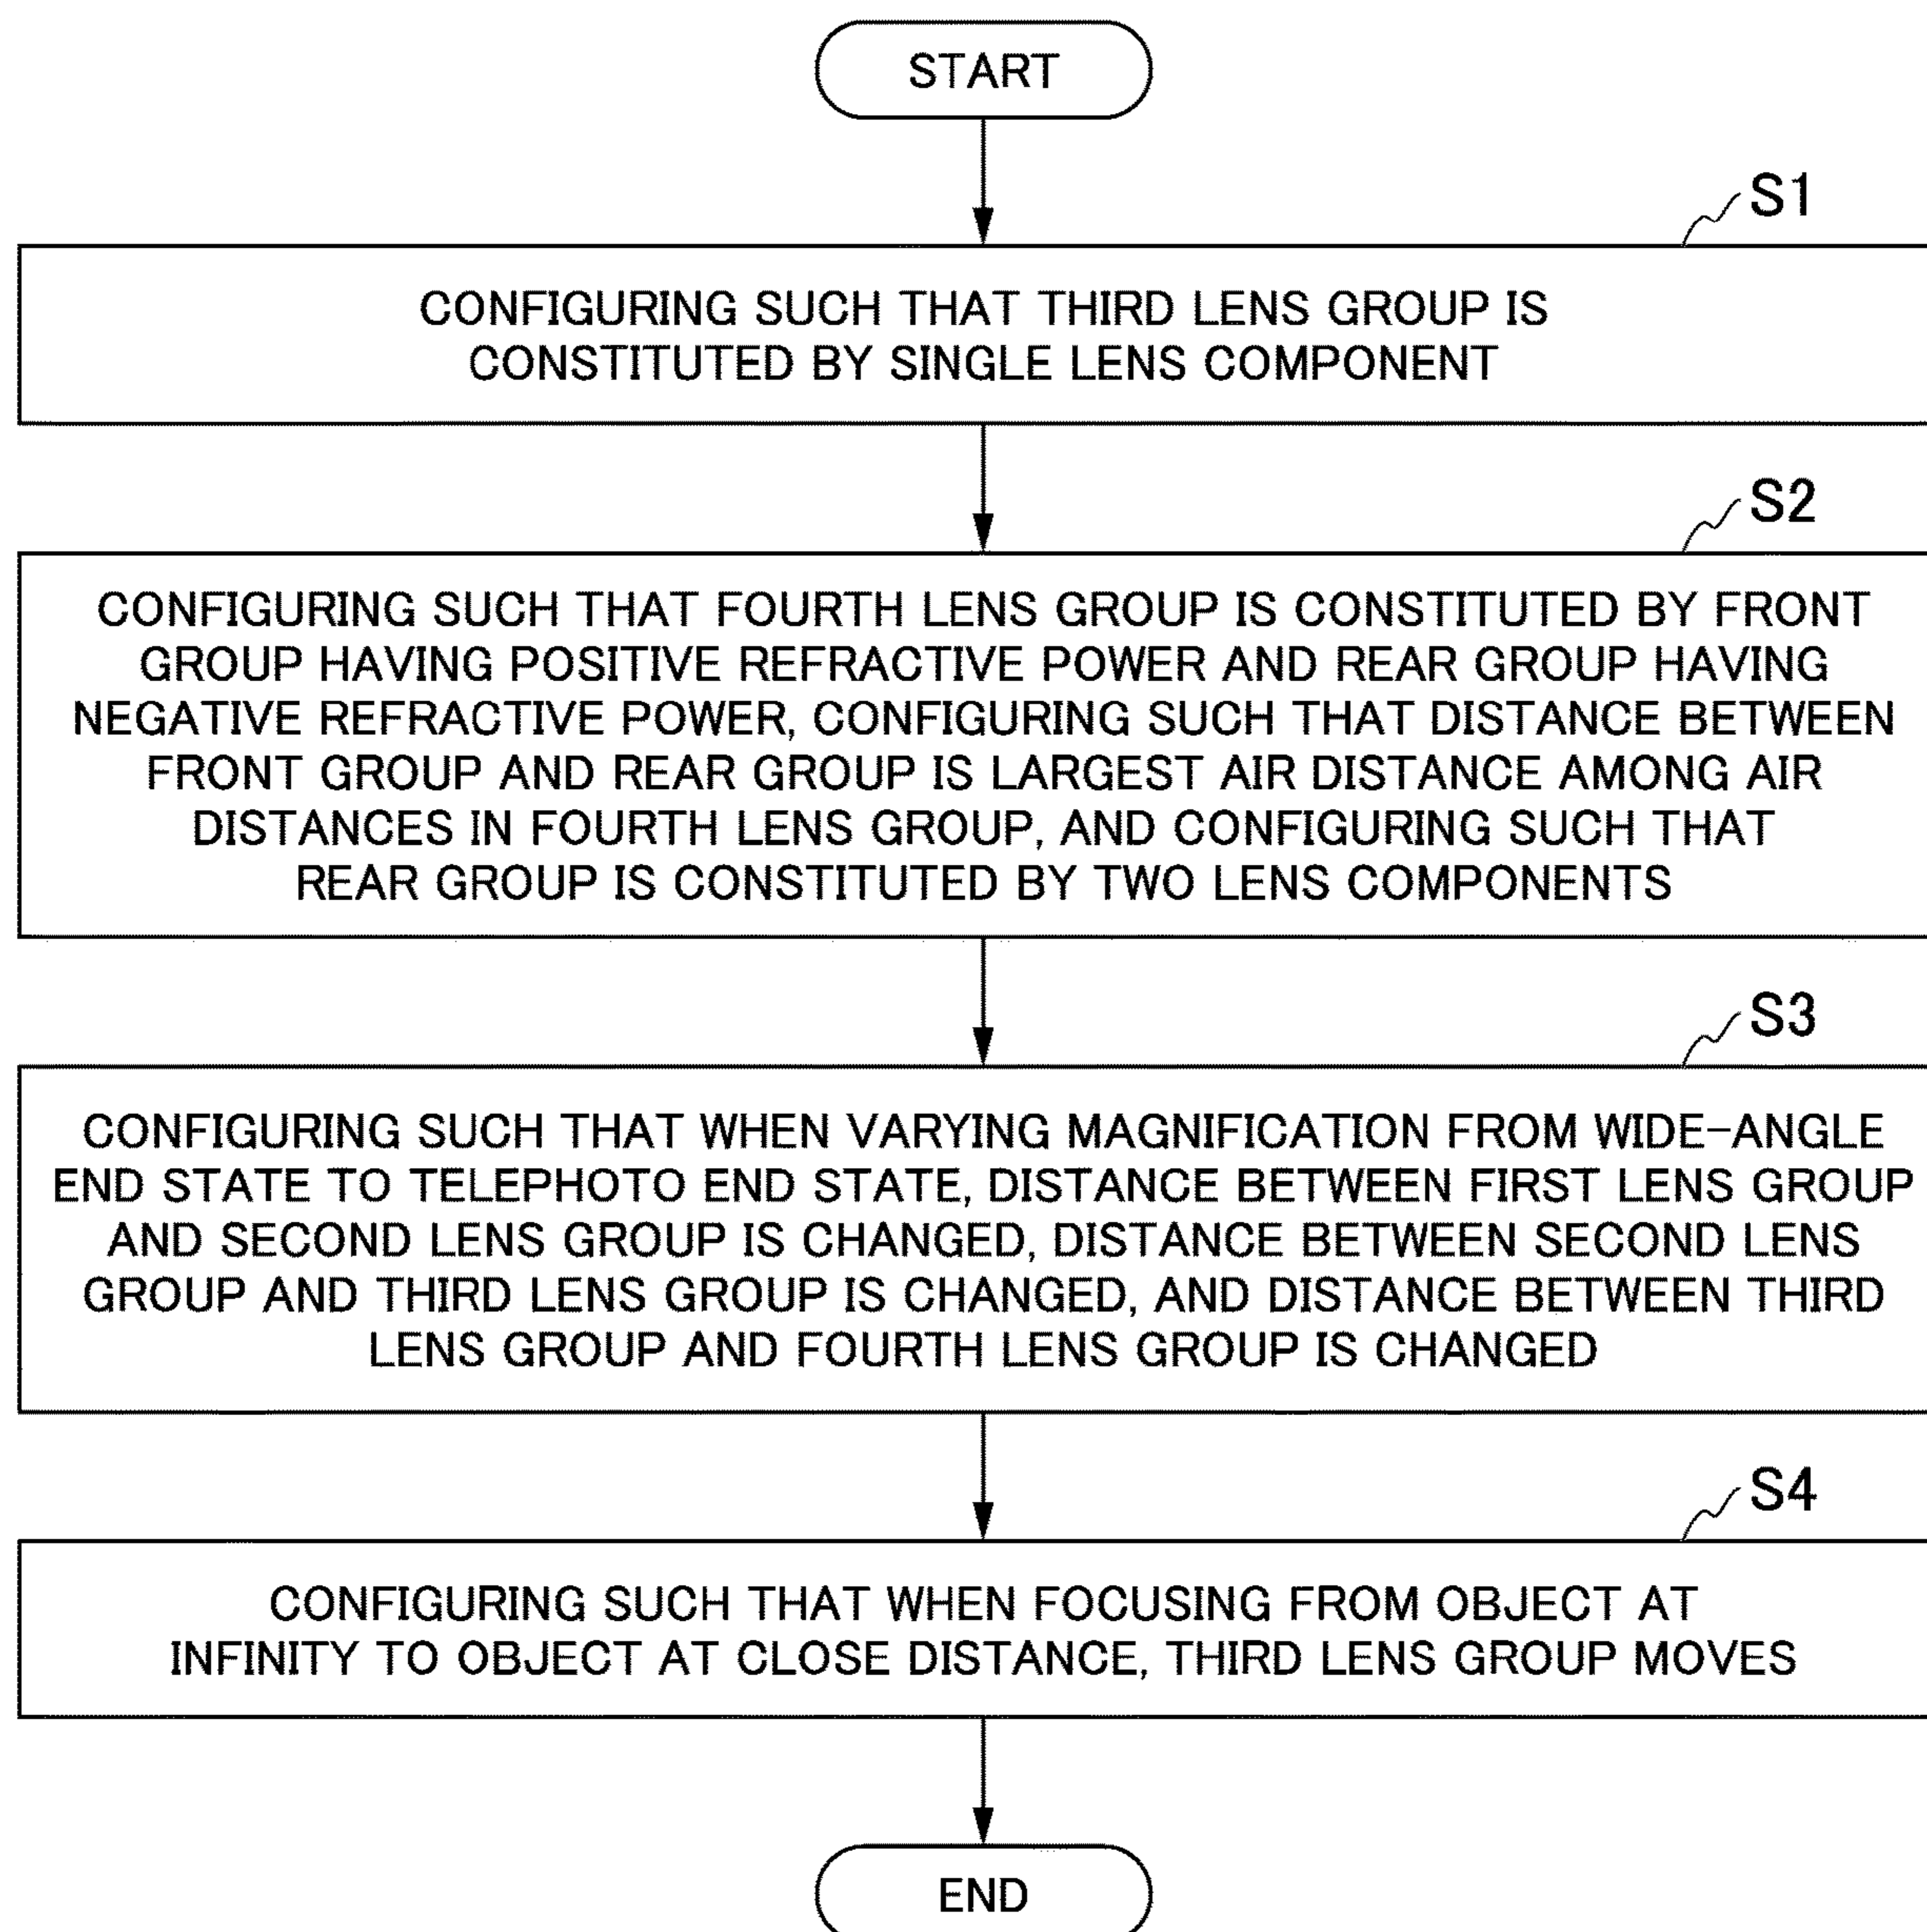 START
S1
CONFIGURING SUCH THAT THIRD LENS GROUP IS
CONSTITUTED BY SINGLE LENS COMPONENT
S2
CONFIGURING SUCH THAT FOURTH LENS GROUP IS CONSTITUTED BY FRONT
GROUP HAVING POSITIVE REFRACTIVE POWER AND REAR GROUP HAVING
NEGATIVE REFRACTIVE POWER, CONFIGURING SUCH THAT DISTANCE BETWEEN
FRONT GROUP AND REAR GROUP IS LARGEST AIR DISTANCE AMONG AIR
DISTANCES IN FOURTH LENS GROUP, AND CONFIGURING SUCH THAT
REAR GROUP IS CONSTITUTED BY TWO LENS COMPONENTS
S3
CONFIGURING SUCH THAT WHEN VARYING MAGNIFICATION FROM WIDE-ANGLE
END STATE TO TELEPHOTO END STATE, DISTANCE BETWEEN FIRST LENS GROUP
AND SECOND LENS GROUP IS CHANGED, DISTANCE BETWEEN SECOND LENS
GROUP AND THIRD LENS GROUP IS CHANGED, AND DISTANCE BETWEEN THIRD
LENS GROUP AND FOURTH LENS GROUP IS CHANGED
S4
CONFIGURING SUCH THAT WHEN FOCUSING FROM OBJECT AT
INFINITY TO OBJECT AT CLOSE DISTANCE, THIRD LENS GROUP MOVES
END